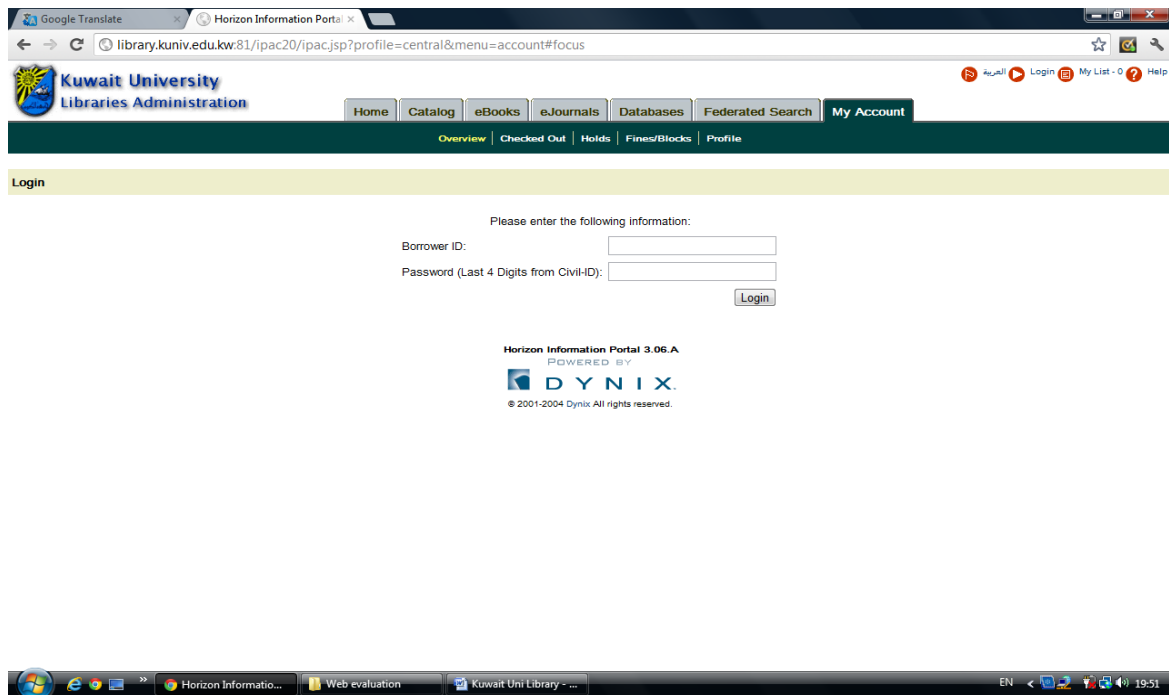 Google Translate
Horizon Information Portal
library.kuniv.edu.kw:81/ipac20/ipac.jsp?profile=central&menu=account#focus
Kuwait University
Libraries Administration
العربية Login My List - 0 Help
Home Catalog eBooks eJournals Databases Federated Search My Account
Overview Checked Out Holds Fines/Blocks Profile
Login
Please enter the following information:
Borrower ID:
Password (Last 4 Digits from Civil-ID):
Login
Horizon Information Portal 3.06.A
POWERED BY
DYNIX.
© 2001-2004 Dynix All rights reserved.
Horizon Informatio... Web evaluation Kuwait Uni Library - ... EN 19:51